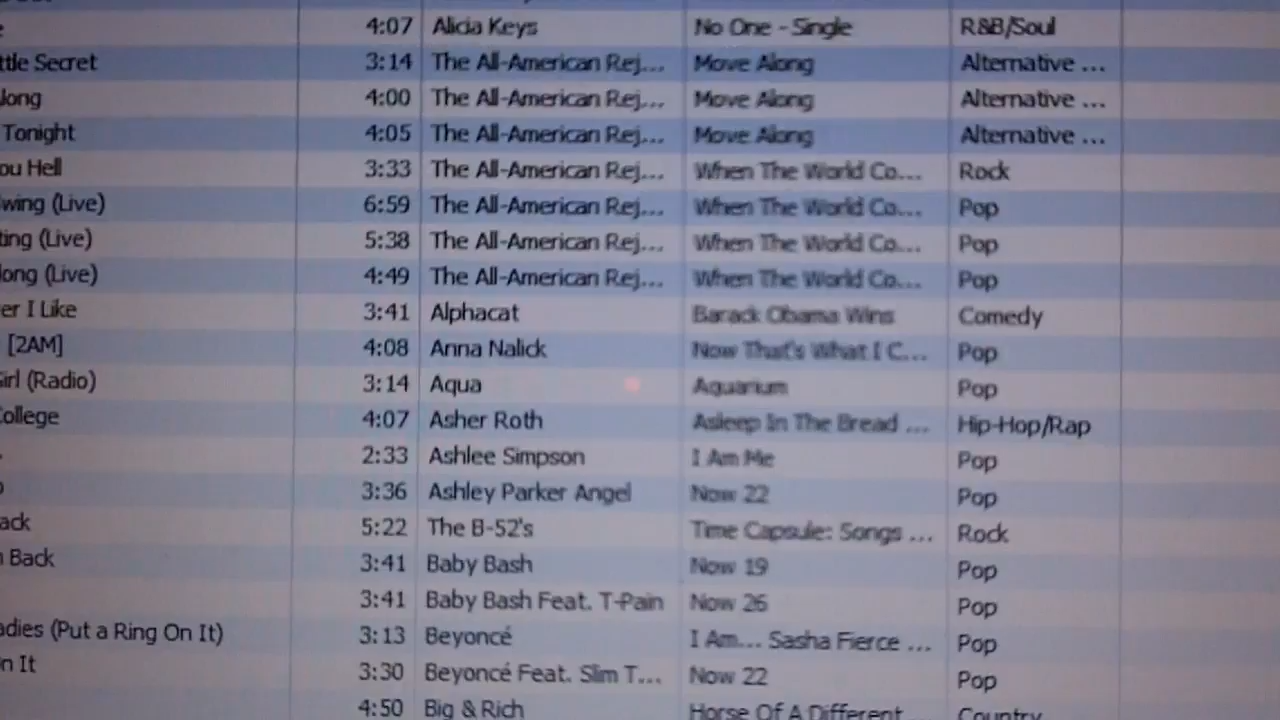 4:07 Alicia Keys No One - Single R&B/Soul
ttle Secret 3:14 The All-American Rej... Move Along Alternative ...
long 4:00 The All-American Rej... Move Along Alternative ...
Tonight 4:05 The All-American Rej... Move Along Alternative ...
ou Hell 3:33 The All-American Rej... When The World Co... Rock
wing (Live) 6:59 The All-American Rej... When The World Co... Pop
ting (Live) 5:38 The All-American Rej... When The World Co... Pop
long (Live) 4:49 The All-American Rej... When The World Co... Pop
er I Like 3:41 Alphacat Barack Obama Wins Comedy
[2AM] 4:08 Anna Nalick Now That's What I C... Pop
irl (Radio) 3:14 Aqua Aquarium Pop
College 4:07 Asher Roth Asleep In The Bread ... Hip-Hop/Rap
2:33 Ashlee Simpson I Am Me Pop
3:36 Ashley Parker Angel Now 22 Pop
ack 5:22 The B-52's Time Capsule: Songs ... Rock
n Back 3:41 Baby Bash Now 19 Pop
3:41 Baby Bash Feat. T-Pain Now 26 Pop
adies (Put a Ring On It) 3:13 Beyoncé I Am... Sasha Fierce ... Pop
n It 3:30 Beyoncé Feat. Slim T... Now 22 Pop
4:50 Big & Rich Horse Of A Different ... Country